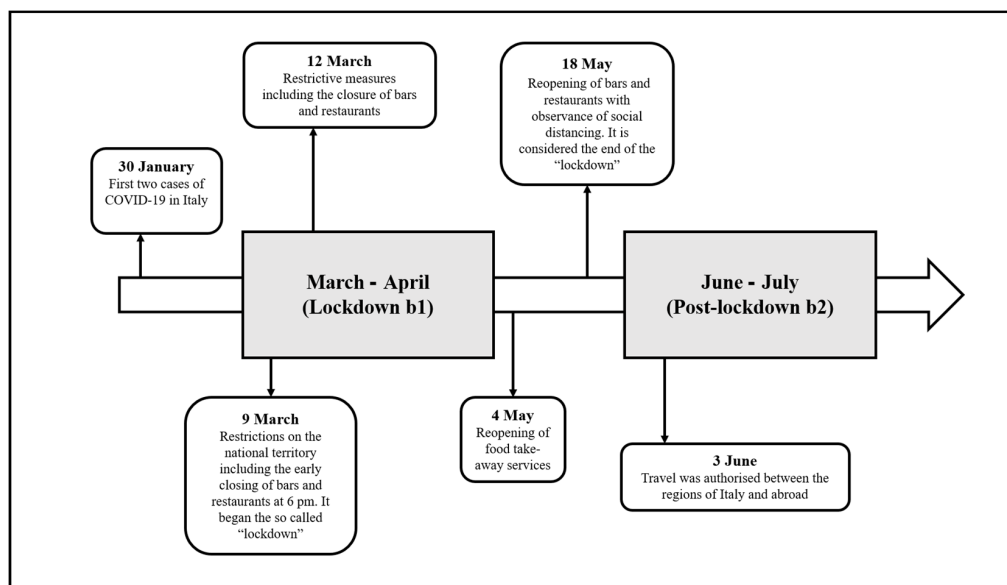 12 March
Restrictive measures
including the closure of bars
and restaurants
18 May
Reopening of bars and
restaurants with
observance of social
distancing. It is
considered the end of the
“lockdown”
30 January
First two cases of
COVID-19 in Italy
March - April
(Lockdown b1)
June - July
(Post-lockdown b2)
9 March
Restrictions on the
national territory
including the early
closing of bars and
restaurants at 6 pm. It
began the so called
“lockdown”
4 May
Reopening of
food take-
away services
3 June
Travel was authorised between the
regions of Italy and abroad